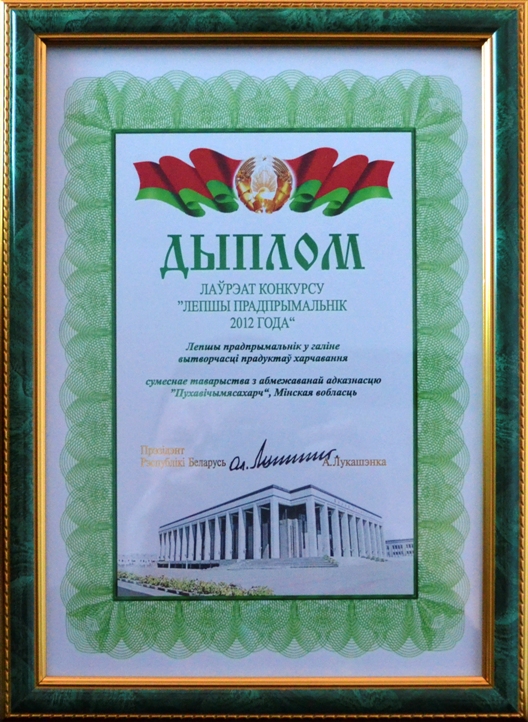 ДЫПЛОМ
ЛАЎРЭАТ КОНКУРСУ
"ЛЕПШЫ ПРАДПРЫМАЛЬНІК
2012 ГОДА“
Лепшы прадпрымальнік у галіне
вытворчасці прадуктаў харчавання
сумеснае таварыства з абмежаванай адказнасцю
"Пухавічымясахарч“, Мінская вобласць
Прэзідэнт
Рэспублікі Беларусь А.Лукашэнка